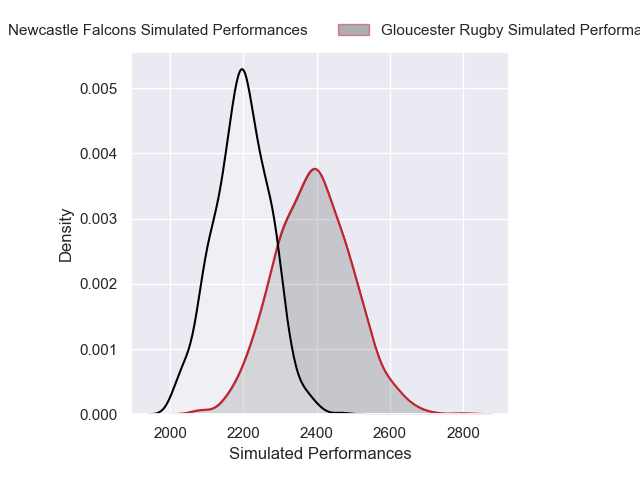 Newcastle Falcons Simulated Performances
Gloucester Rugby Simulated Performa
0.005
0.004
0.003
0.002
0.001
0.000
Density
2000 2200 2400 2600 2800
Simulated Performances